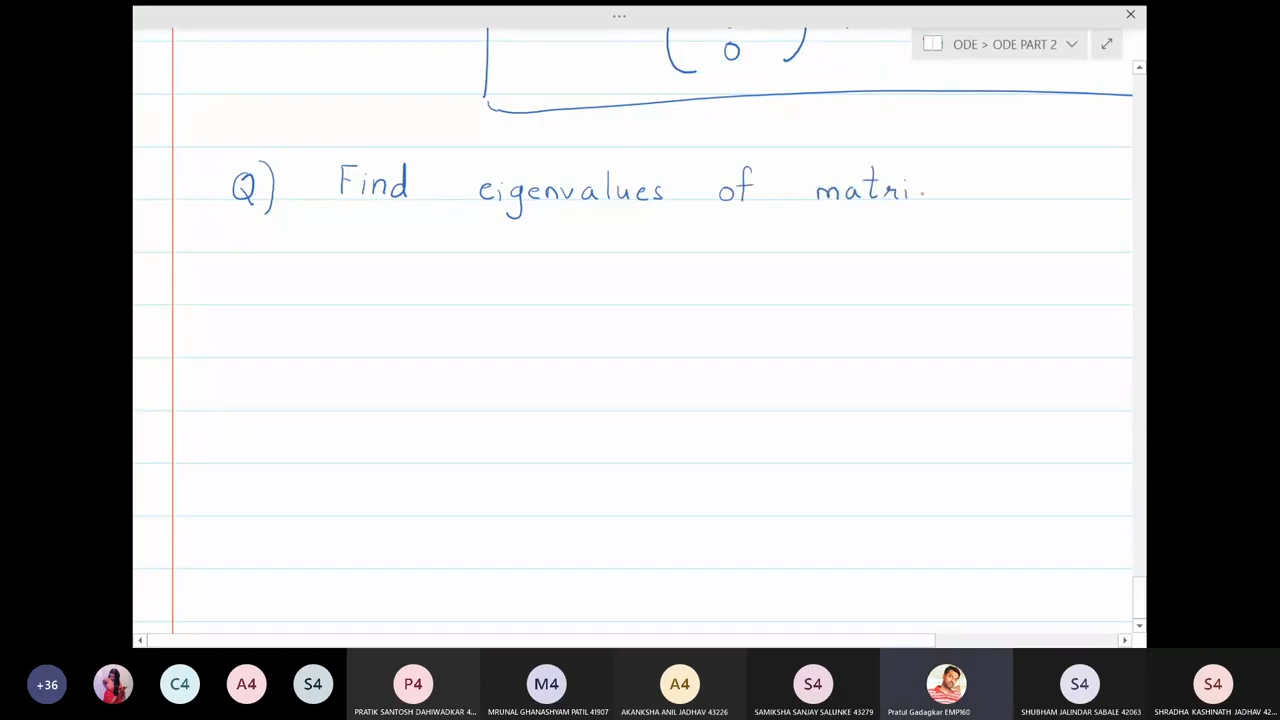 ...
ODE > ODE PART 2
0
Q) Find eigenvalues of matri
+36
C4
A4
S4
P4
M4
A4
S4
S4
S4
PRATIK SANTOSH DAHIWADKAR 4...
MRUNAL GHANASHYAM PATIL 41907
AKANKSHA ANIL JADHAV 43226
SAMIKSHA SANJAY SALUNKE 43279
Pratul Gadagkar EMP160
SHUBHAM JALINDAR SABALE 42063
SHRADHA KASHINATH JADHAV 42...